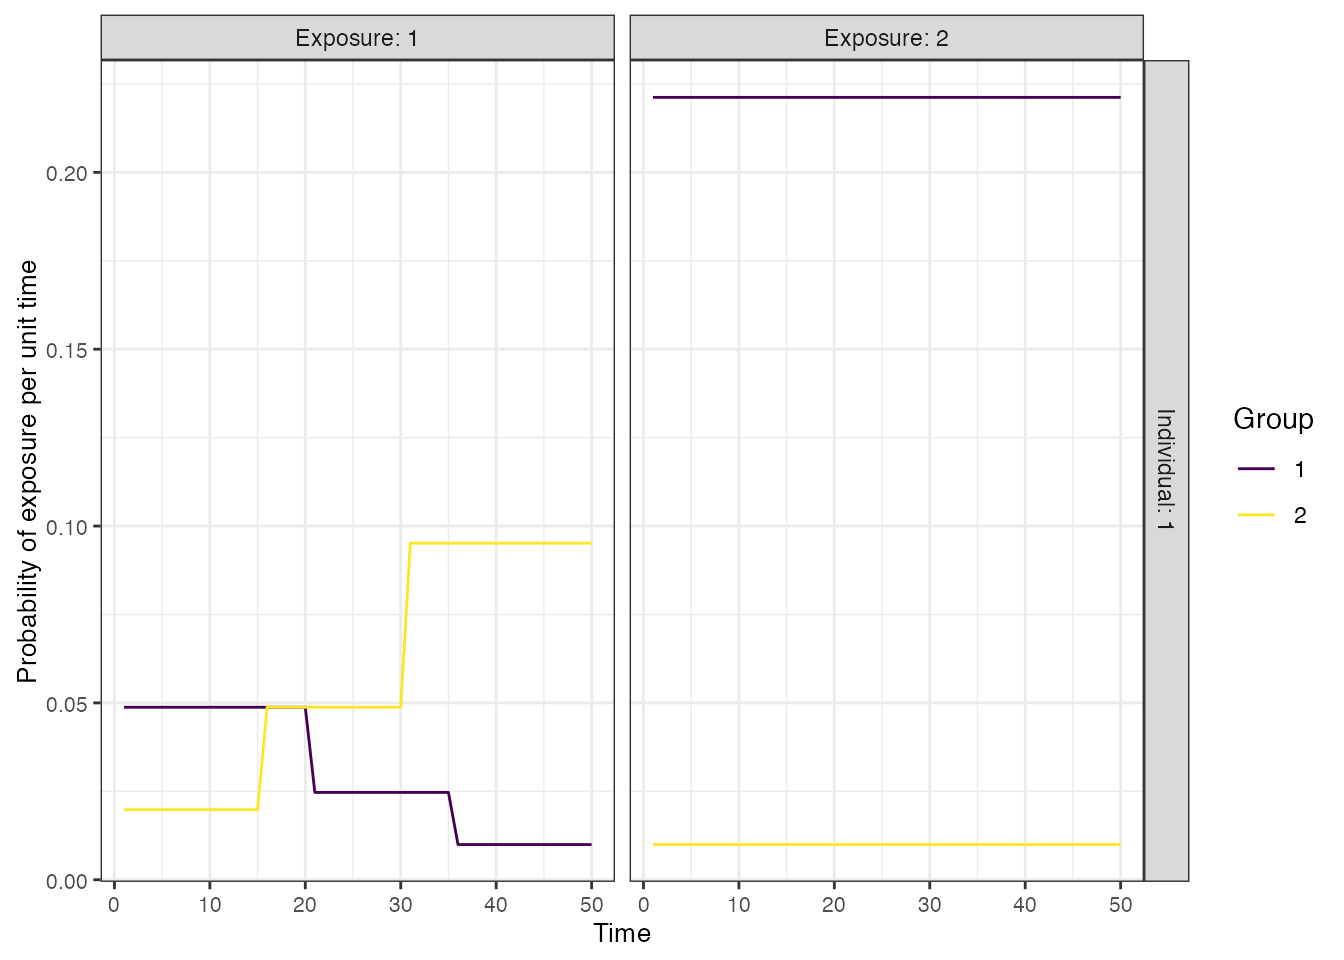 Exposure: 1
Exposure: 2
Probability of exposure per unit time
0.20
0.15
0.10
0.05
0.00
0 10 20 30 40 50
0 10 20 30 40 50
Time
Individual: 1
Group
1
2